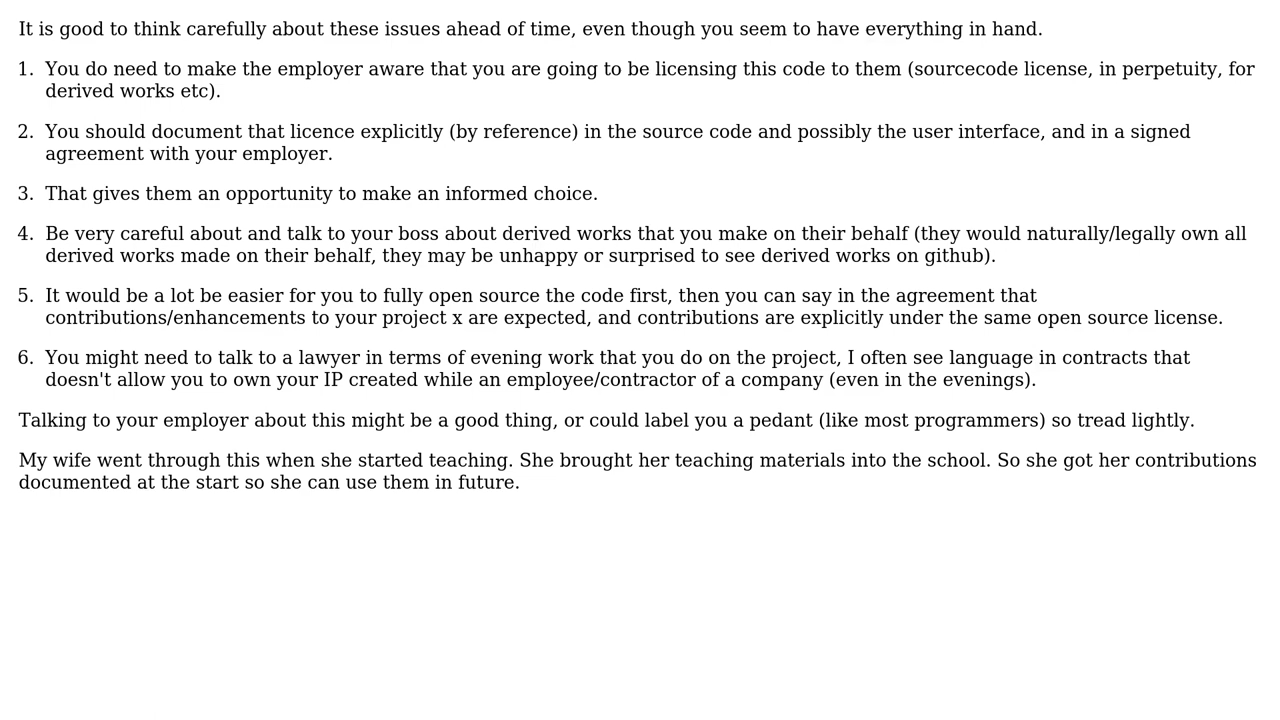 It is good to think carefully about these issues ahead of time, even though you seem to have everything in hand.
1. You do need to make the employer aware that you are going to be licensing this code to them (sourcecode license, in perpetuity, for
derived works etc).
2. You should document that licence explicitly (by reference) in the source code and possibly the user interface, and in a signed
agreement with your employer.
3. That gives them an opportunity to make an informed choice.
4. Be very careful about and talk to your boss about derived works that you make on their behalf (they would naturally/legally own all
derived works made on their behalf, they may be unhappy or surprised to see derived works on github).
5. It would be a lot be easier for you to fully open source the code first, then you can say in the agreement that
contributions/enhancements to your project x are expected, and contributions are explicitly under the same open source license.
6. You might need to talk to a lawyer in terms of evening work that you do on the project, I often see language in contracts that
doesn't allow you to own your IP created while an employee/contractor of a company (even in the evenings).
Talking to your employer about this might be a good thing, or could label you a pedant (like most programmers) so tread lightly.
My wife went through this when she started teaching. She brought her teaching materials into the school. So she got her contributions
documented at the start so she can use them in future.